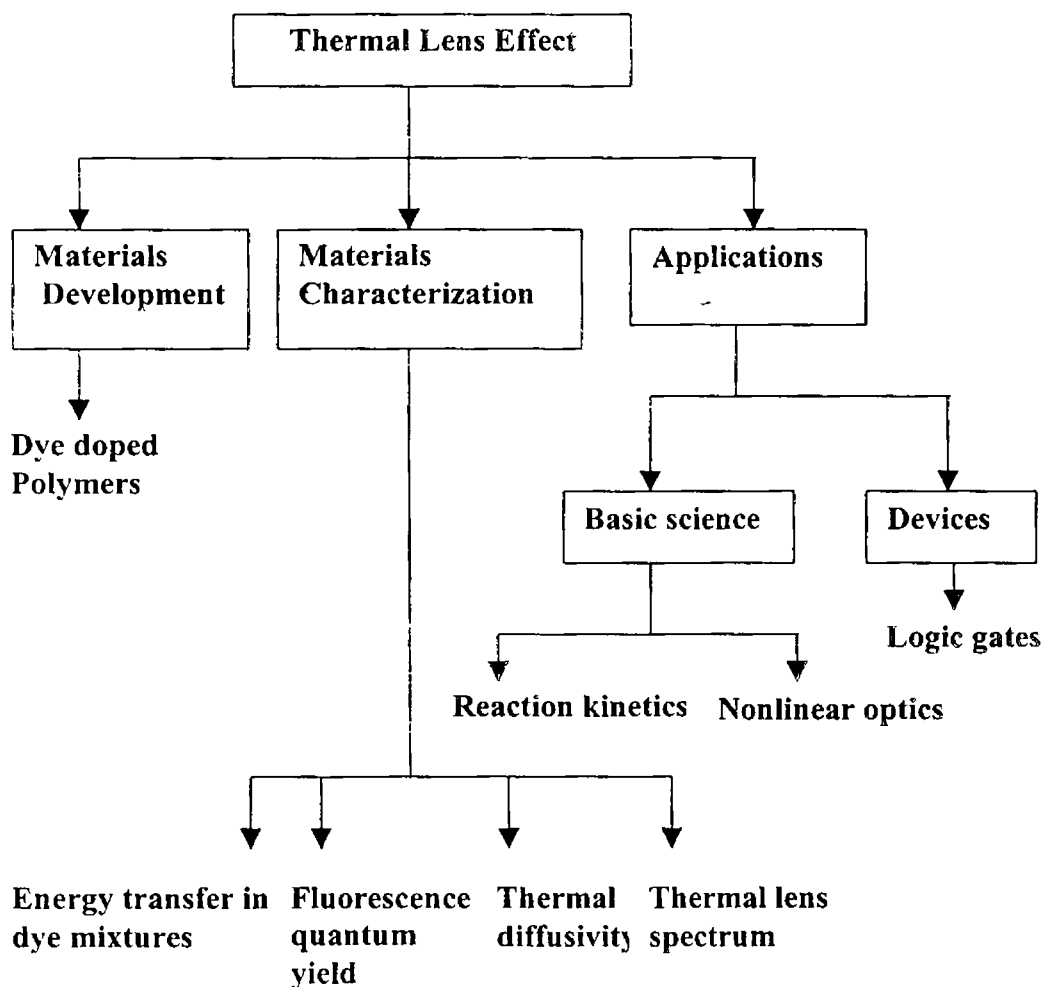 Thermal Lens Effect
Materials
Development
Materials
Characterization
Applications
Dye doped
Polymers
Basic science
Devices
Logic gates
Reaction kinetics
Nonlinear optics
Energy transfer in
dye mixtures
Fluorescence
quantum
yield
Thermal
diffusivity
Thermal lens
spectrum